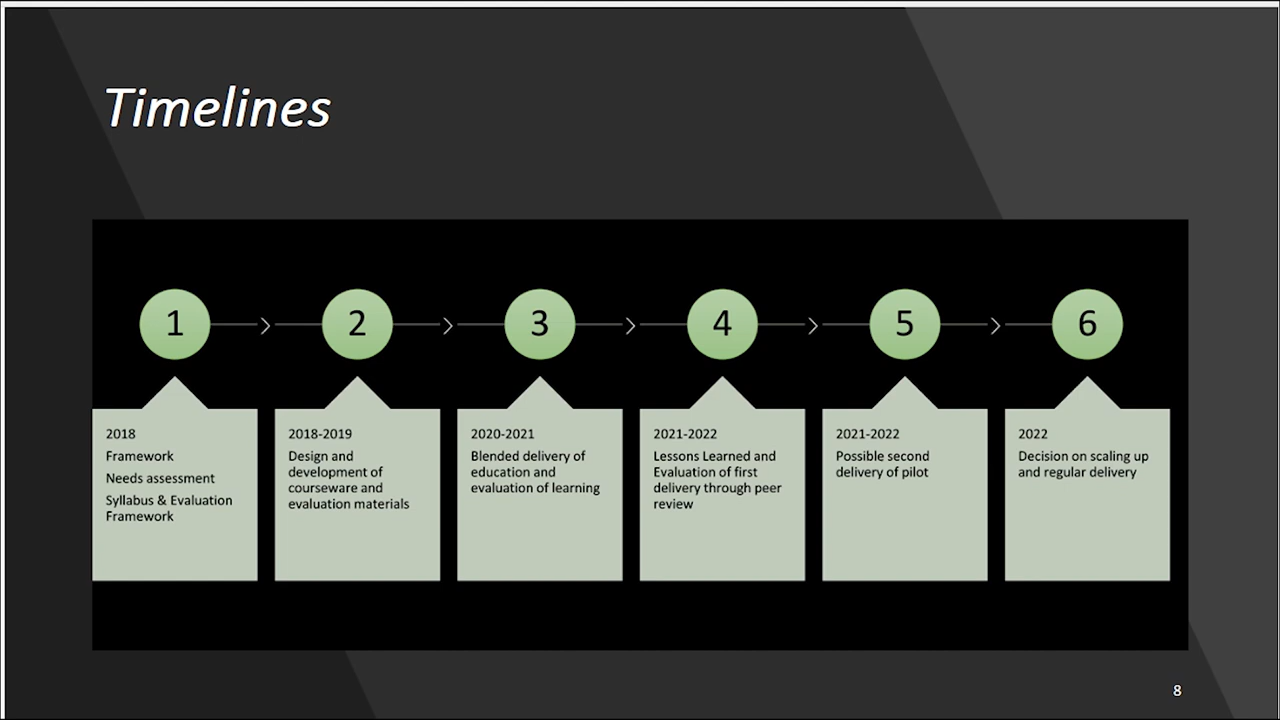 Timelines
1
2
3
4
5
6
2018
Framework
Needs assessment
Syllabus & Evaluation
Framework
2018-2019
Design and
development of
courseware and
evaluation materials
2020-2021
Blended delivery of
education and
evaluation of learning
2021-2022
Lessons Learned and
Evaluation of first
delivery through peer
review
2021-2022
Possible second
delivery of pilot
2022
Decision on scaling up
and regular delivery
8